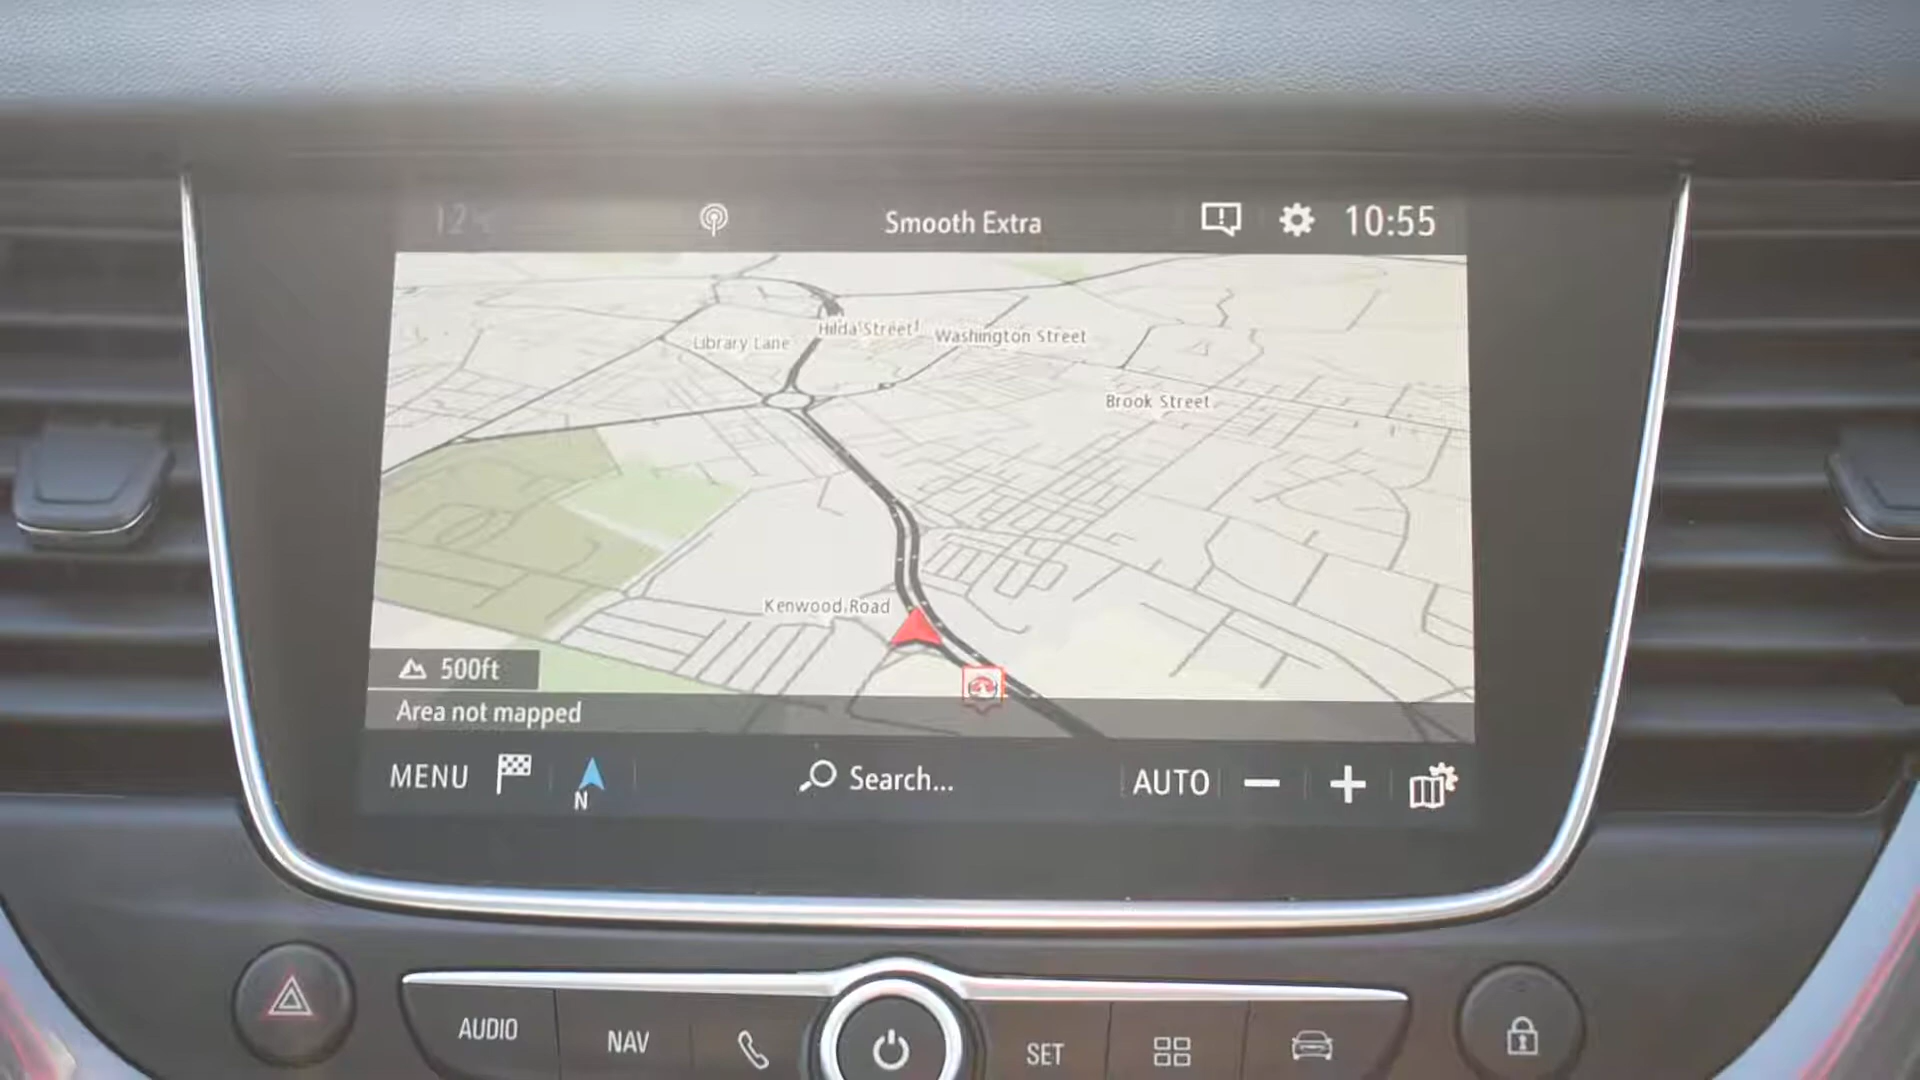 12
Smooth Extra
10:55
Hilda Street
Library Lane
Washington Street
Brook Street
Kenwood Road
500ft
Area not mapped
MENU
N
Search...
AUTO
AUDIO
NAV
SET